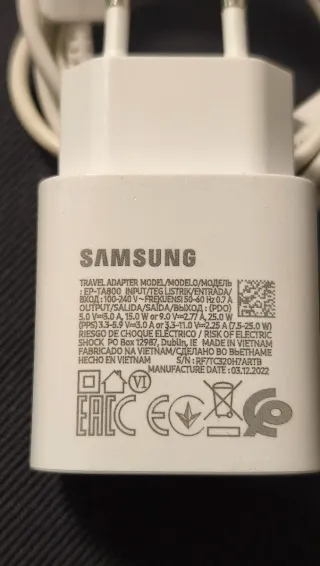 SAMSUNG
TRAVEL ADAPTER MODEL/MODELO/МОДЕЛЬ
: EP-TA800 INPUT/TEG LISTRIK/ENTRADA/
ВХОД : 100-240 V~FREKUENSI 50-60 Hz 0.7 A
OUTPUT/SALIDA/SAÍDA/ВЫХОД : (PDO)
5.0 V⎓3.0 A, 15.0 W or 9.0 V⎓2.77 A, 25.0 W
(PPS) 3.3-5.9 V⎓3.0 A or 3.3-11.0 V⎓2.25 A (7.5-25.0 W)
RIESGO DE CHOQUE ELÉCTRICO / RISK OF ELECTRIC
SHOCK PO Box 12987, Dublin, IE MADE IN VIETNAM
FABRICADO NA VIETNAM/СДЕЛАНО ВО ВЬЕТНАМЕ
HECHO EN VIETNAM S/N: RF7TC320H7ARTB
MANUFACTURE DATE : 03.12.2022
VI
EAC CE